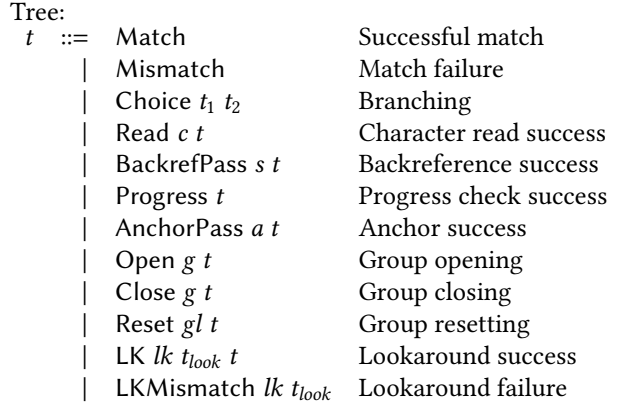 Tree:
t ::= Match Successful match
| Mismatch Match failure
| Choice t₁ t₂ Branching
| Read c t Character read success
| BackrefPass s t Backreference success
| Progress t Progress check success
| AnchorPass a t Anchor success
| Open g t Group opening
| Close g t Group closing
| Reset gl t Group resetting
| LK lk tₗₒₒₖ t Lookaround success
| LKMismatch lk tₗₒₒₖ Lookaround failure